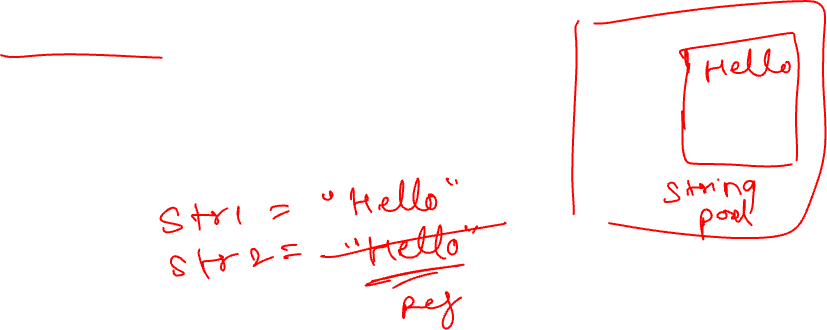 Hello
String
pool
Str1 = "Hello"
Str2 = "Hello"
ref